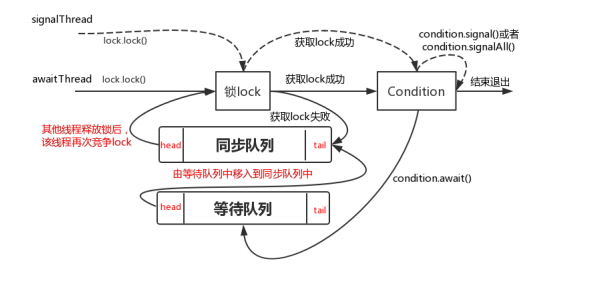 signalThread
lock.lock()
获取lock成功
condition.signal()或者
condition.signalAll()
awaitThread
lock.lock()
锁lock
获取lock成功
Condition
结束退出
获取lock失败
其他线程释放锁后，
该线程再次竞争lock
head
同步队列
tail
由等待队列中移入到同步队列中
condition.await()
head
等待队列
tail